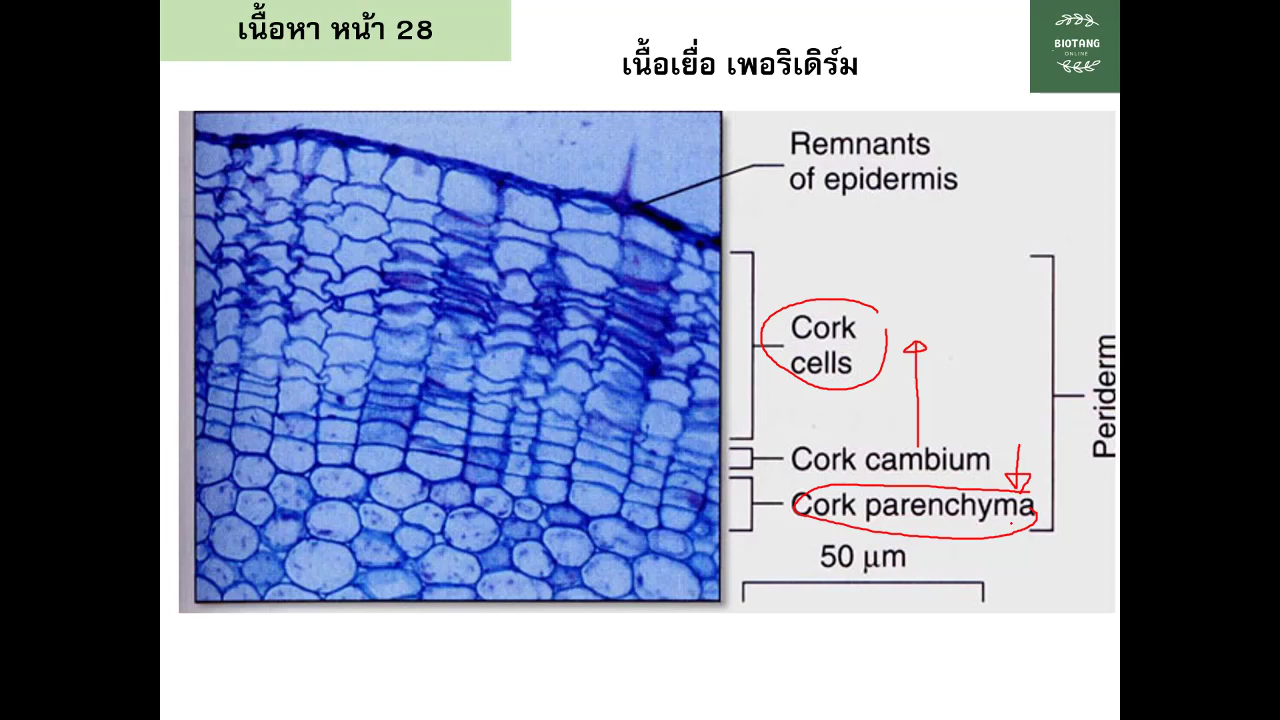 เนื้อหา หน้า 28
เนื้อเยื่อ เพอริเดิร์ม
BIOTANG
ONLINE
Remnants
of epidermis
Cork
cells
Cork cambium
Cork parenchyma
Periderm
50 µm